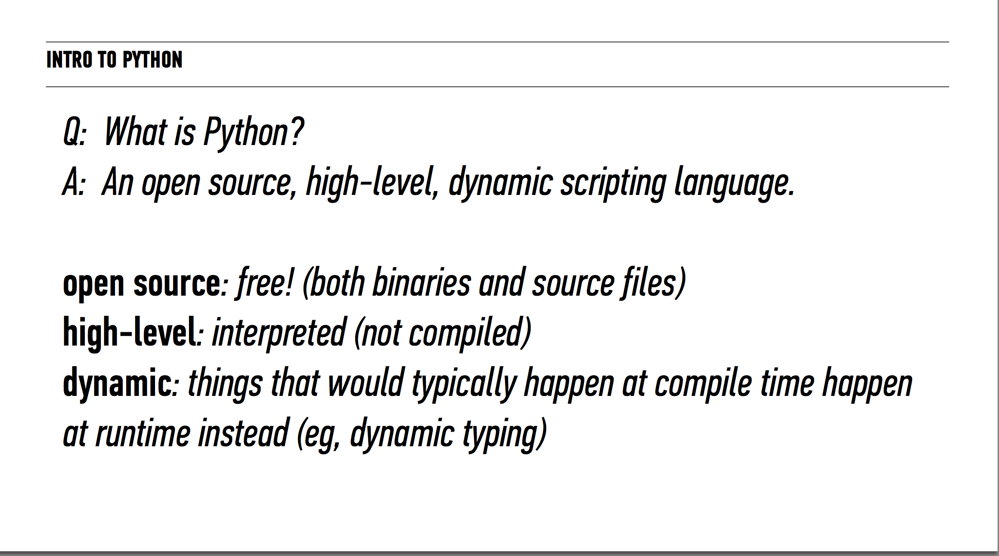 INTRO TO PYTHON
Q: What is Python?
A: An open source, high-level, dynamic scripting language.
open source: free! (both binaries and source files)
high-level: interpreted (not compiled)
dynamic: things that would typically happen at compile time happen
at runtime instead (eg, dynamic typing)